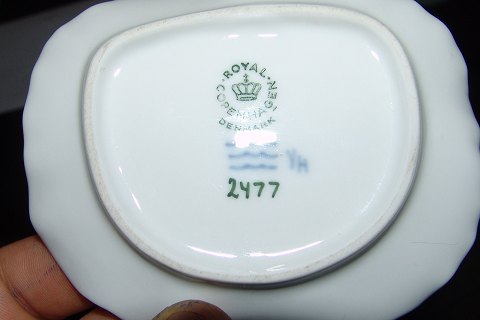 ROYAL
COPENHAGEN
DENMARK
2477